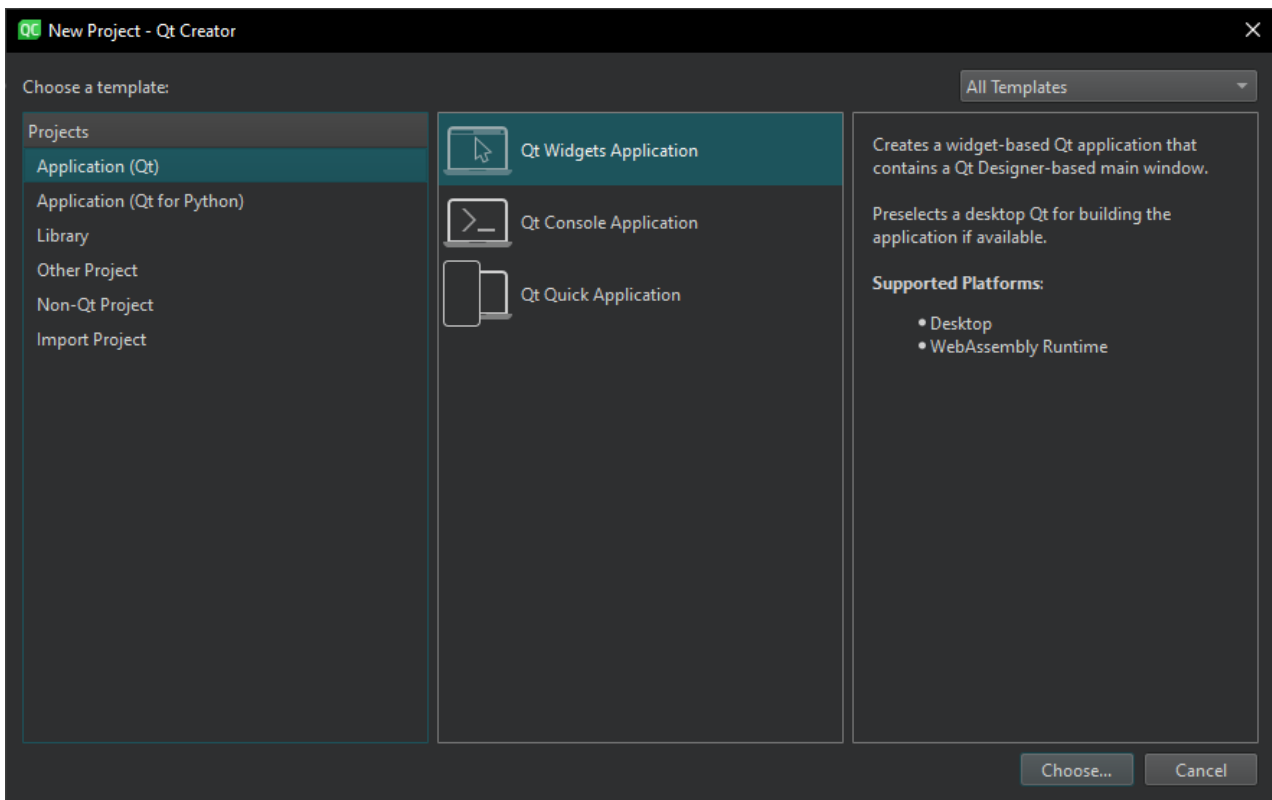 QC New Project - Qt Creator
Choose a template:
All Templates
Projects
Application (Qt)
Application (Qt for Python)
Library
Other Project
Non-Qt Project
Import Project
Qt Widgets Application
Qt Console Application
Qt Quick Application
Creates a widget-based Qt application that
contains a Qt Designer-based main window.
Preselects a desktop Qt for building the
application if available.
Supported Platforms:
• Desktop
• WebAssembly Runtime
Choose...
Cancel